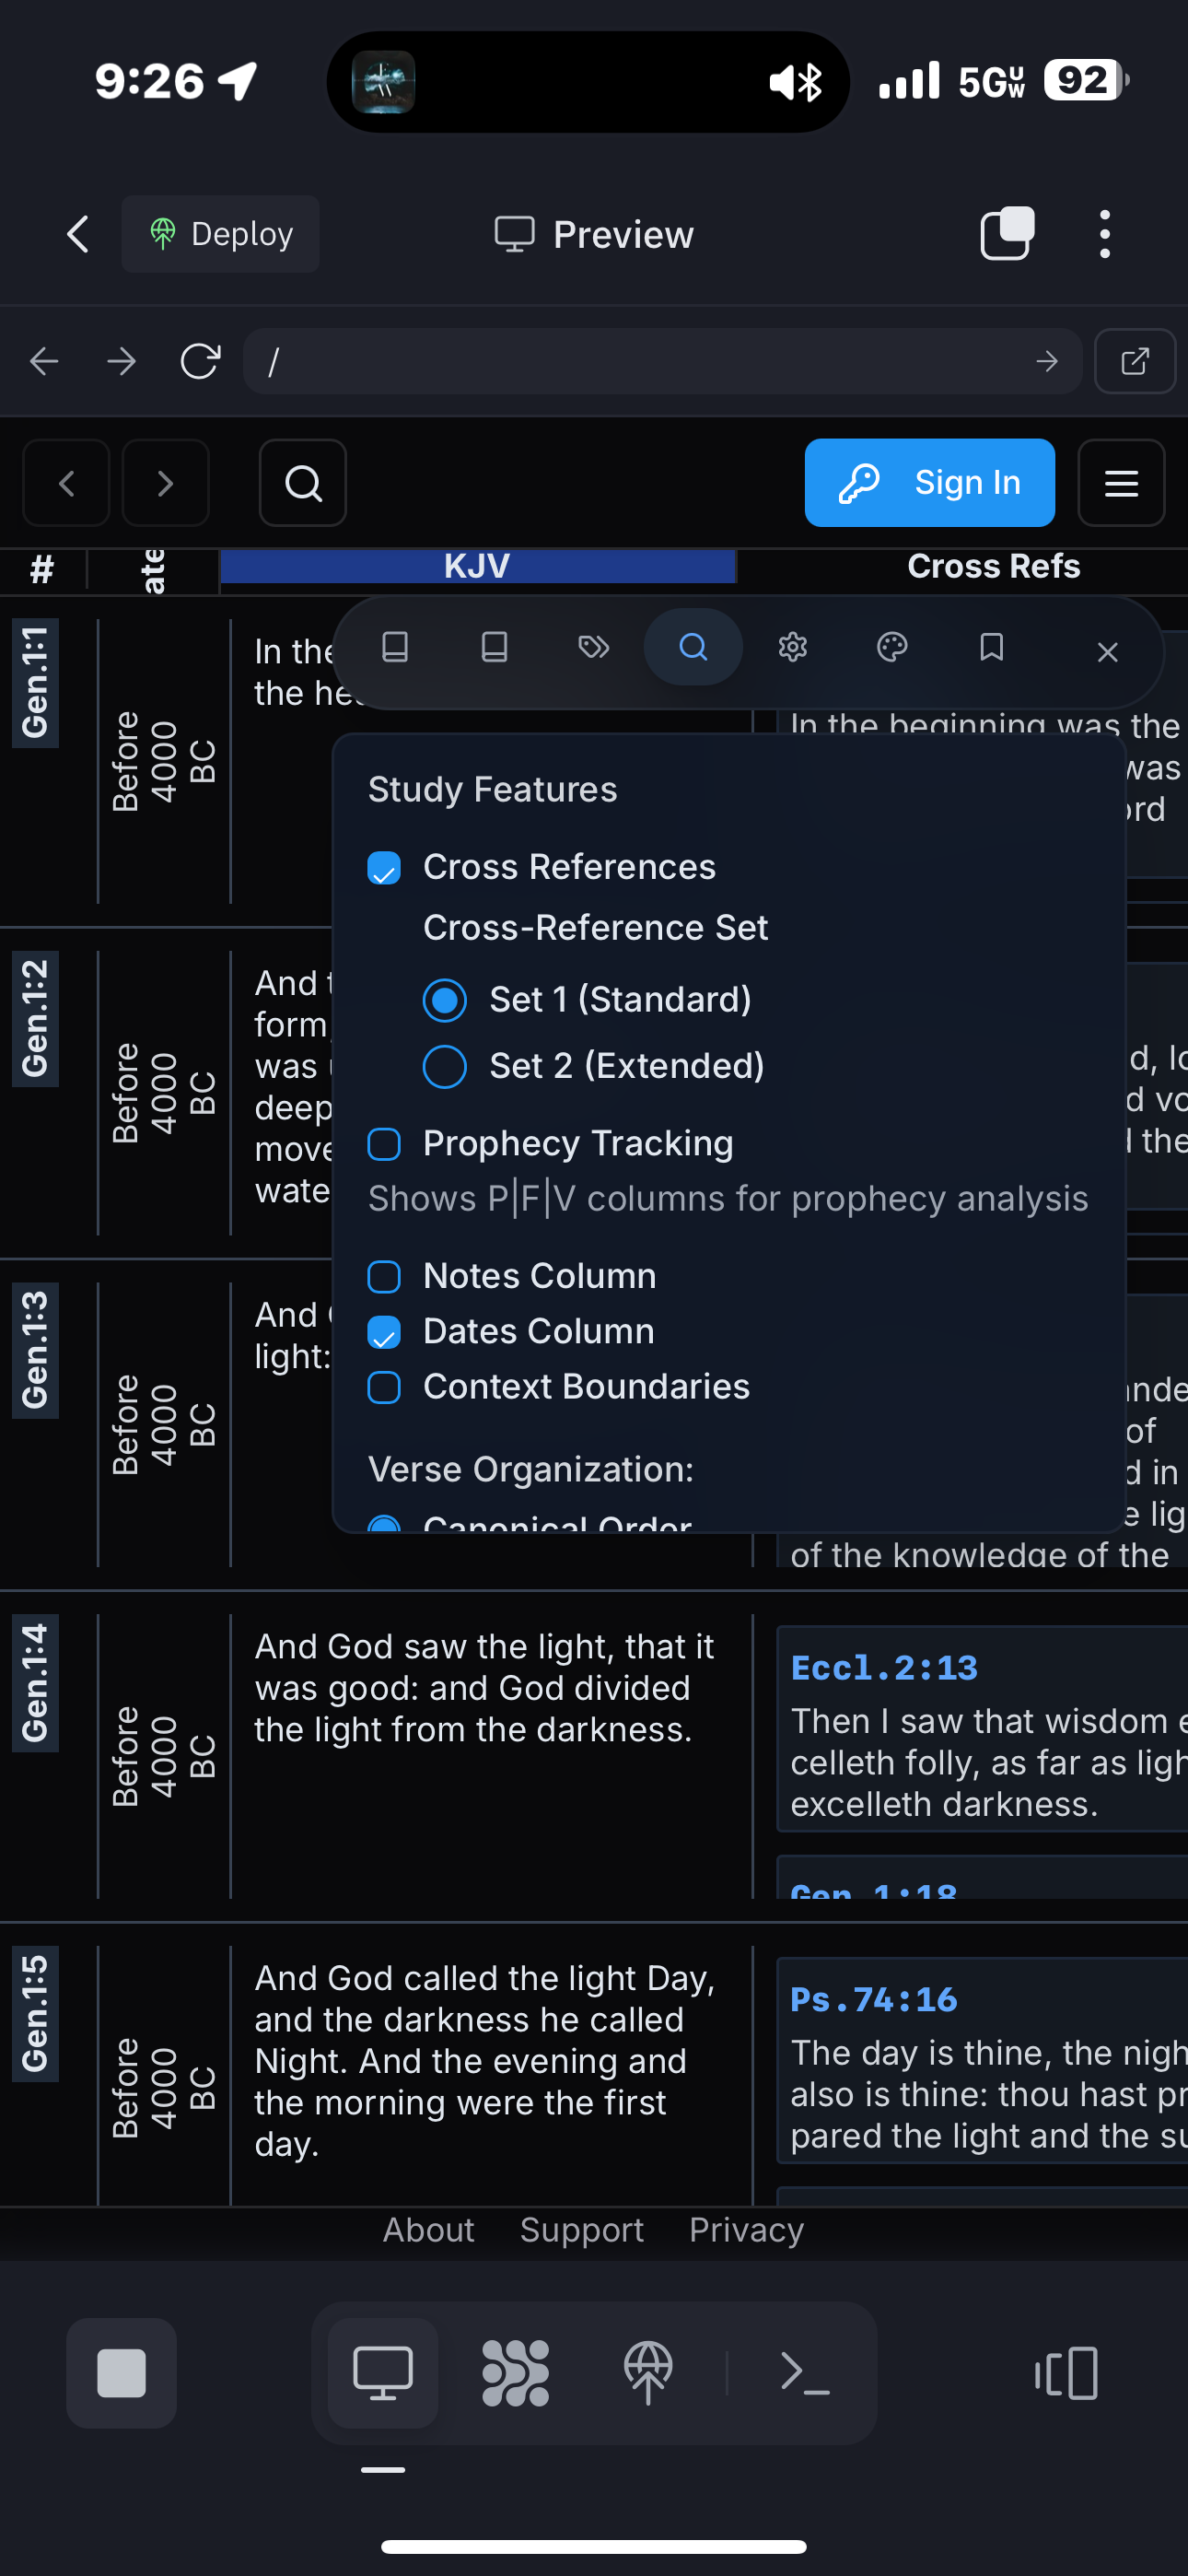 9:26
5G UW
92
Deploy
Preview
/
Sign In
#
ate
KJV
Cross Refs
Gen.1:1
Before
4000
BC
In the
the
In the beginning was the
was
Study Features
Cross References
Cross-Reference Set
Set 1 (Standard)
Set 2 (Extended)
Prophecy Tracking
Shows P|F|V columns for prophecy analysis
Notes Column
Dates Column
Context Boundaries
Verse Organization:
Canonical Order
Gen.1:2
Before
4000
BC
And
form,
was
deep
move
wate
d, lo
d vo
the
Gen.1:3
Before
4000
BC
And
light:
of
d in
e lig
of the knowledge of the
Gen.1:4
Before
4000
BC
And God saw the light, that it
was good: and God divided
the light from the darkness.
Eccl.2:13
Then I saw that wisdom e
celleth folly, as far as ligh
excelleth darkness.
Gen.1:18
Gen.1:5
Before
4000
BC
And God called the light Day,
and the darkness he called
Night. And the evening and
the morning were the first
day.
Ps.74:16
The day is thine, the nigh
also is thine: thou hast pr
pared the light and the su
About Support Privacy